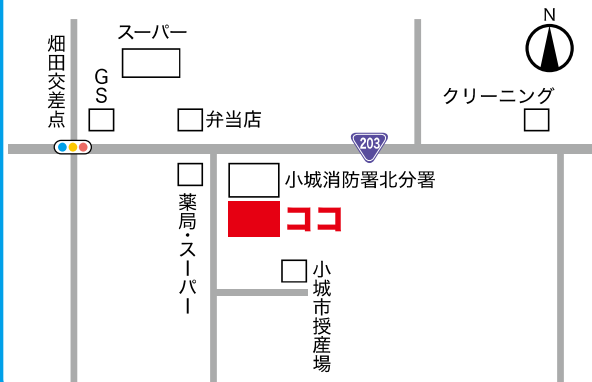 畑田交差点
スーパー
GS
弁当店
N
クリーニング
203
薬局・スーパー
小城消防署北分署
ココ
小城市授産場